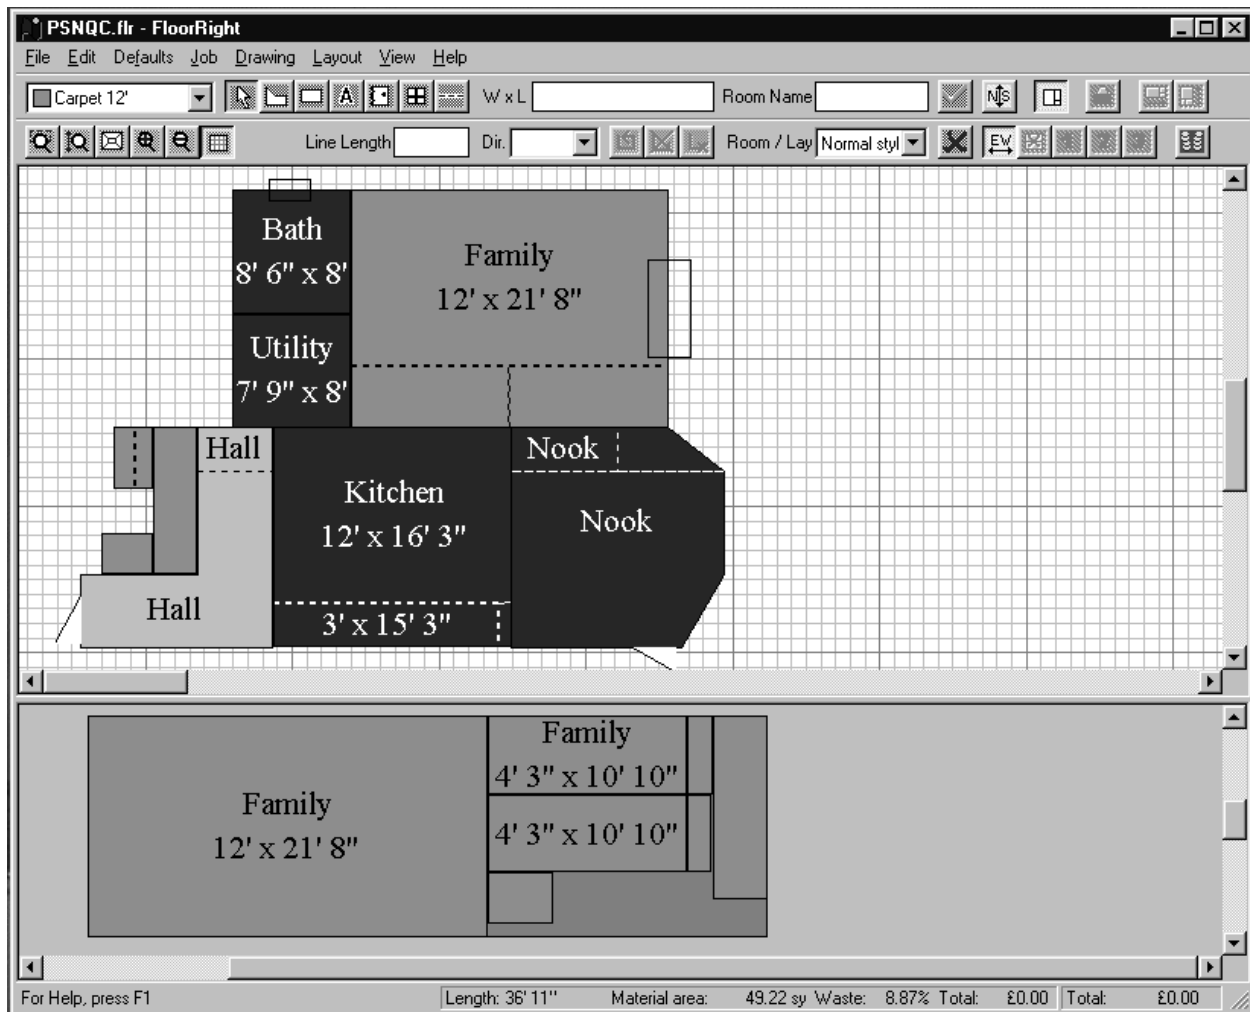 PSNQC.flr - FloorRight
File Edit Defaults Job Drawing Layout View Help
Carpet 12' A W x L Room Name N S
Line Length Dir. Room / Lay Normal styl EW
Bath
8' 6" x 8'
Family
12' x 21' 8"
Utility
7' 9" x 8'
Hall
Nook
Kitchen
12' x 16' 3"
Nook
Hall
3' x 15' 3"
Family
4' 3" x 10' 10"
Family
12' x 21' 8"
4' 3" x 10' 10"
For Help, press F1 Length: 36' 11" Material area: 49.22 sy Waste: 8.87% Total: £0.00 Total: £0.00